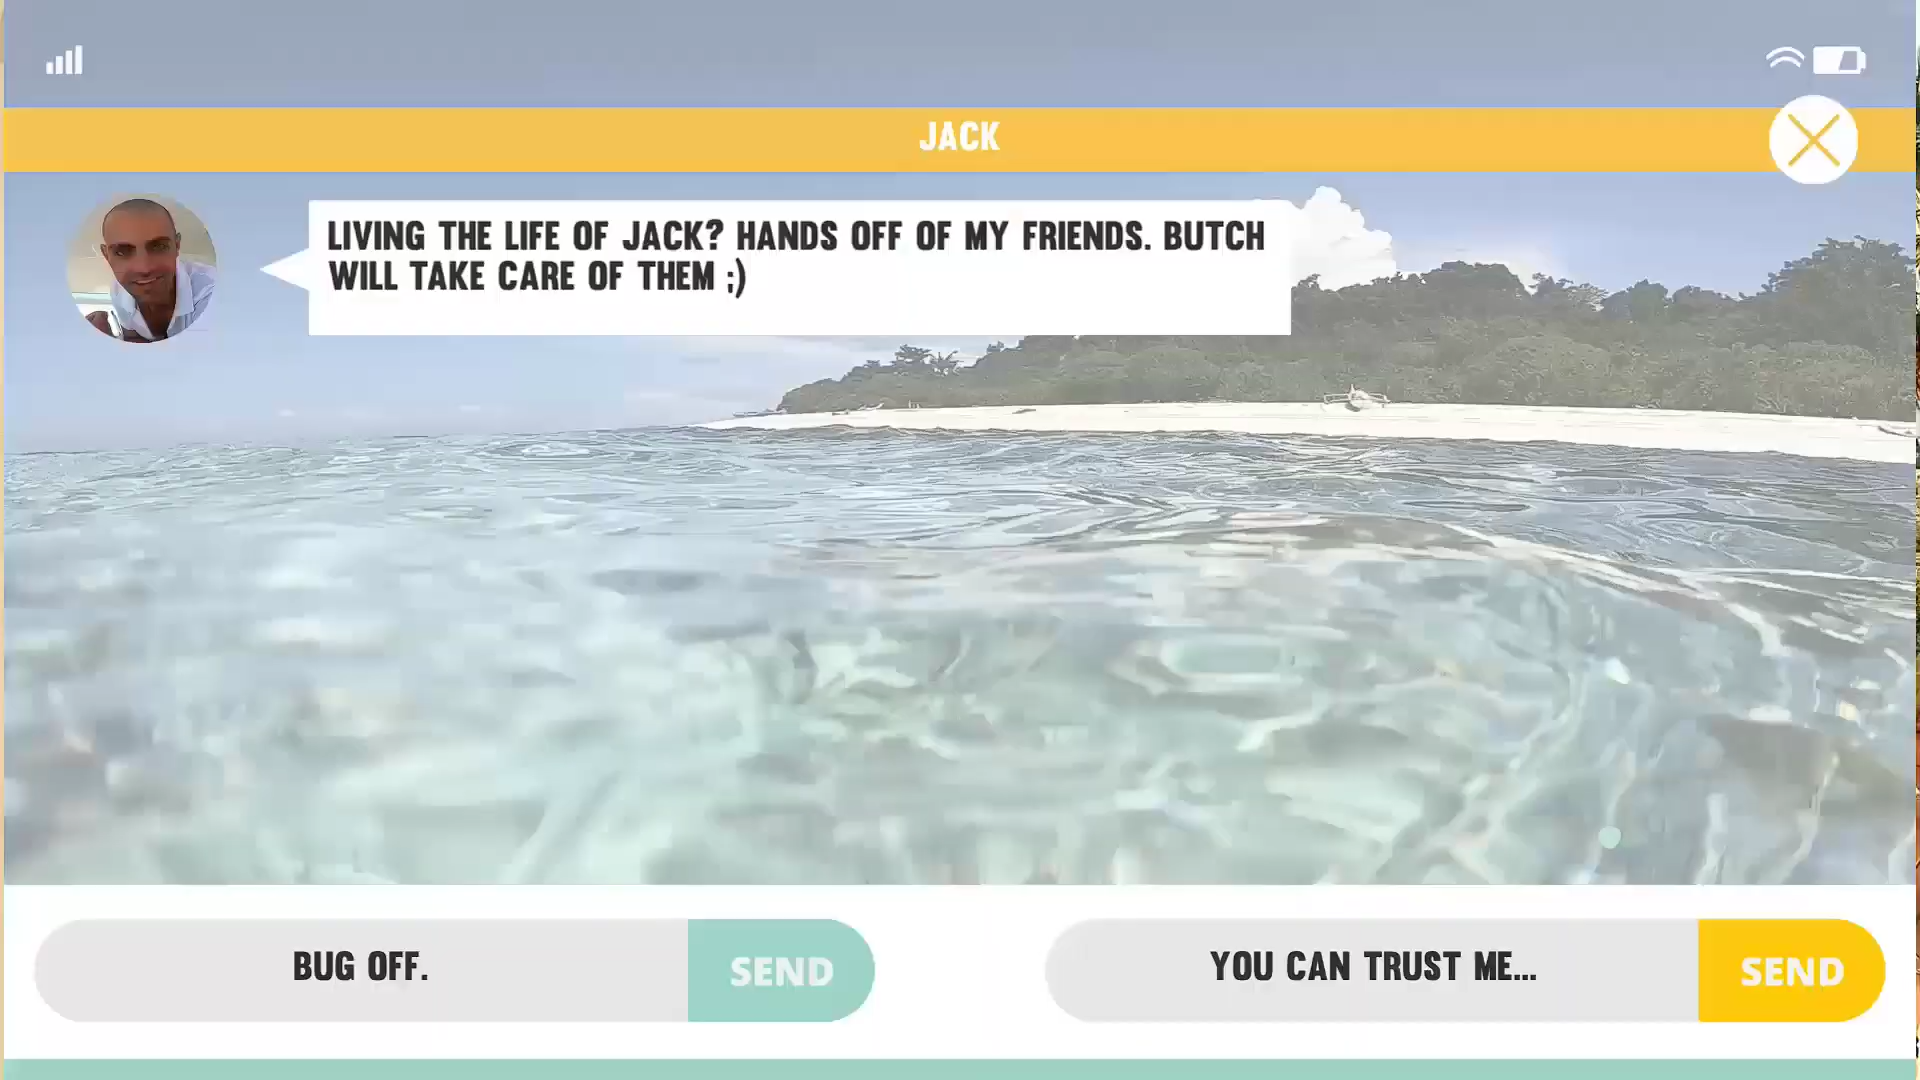 JACK
LIVING THE LIFE OF JACK? HANDS OFF OF MY FRIENDS. BUTCH
WILL TAKE CARE OF THEM ;)
BUG OFF.
SEND
YOU CAN TRUST ME...
SEND